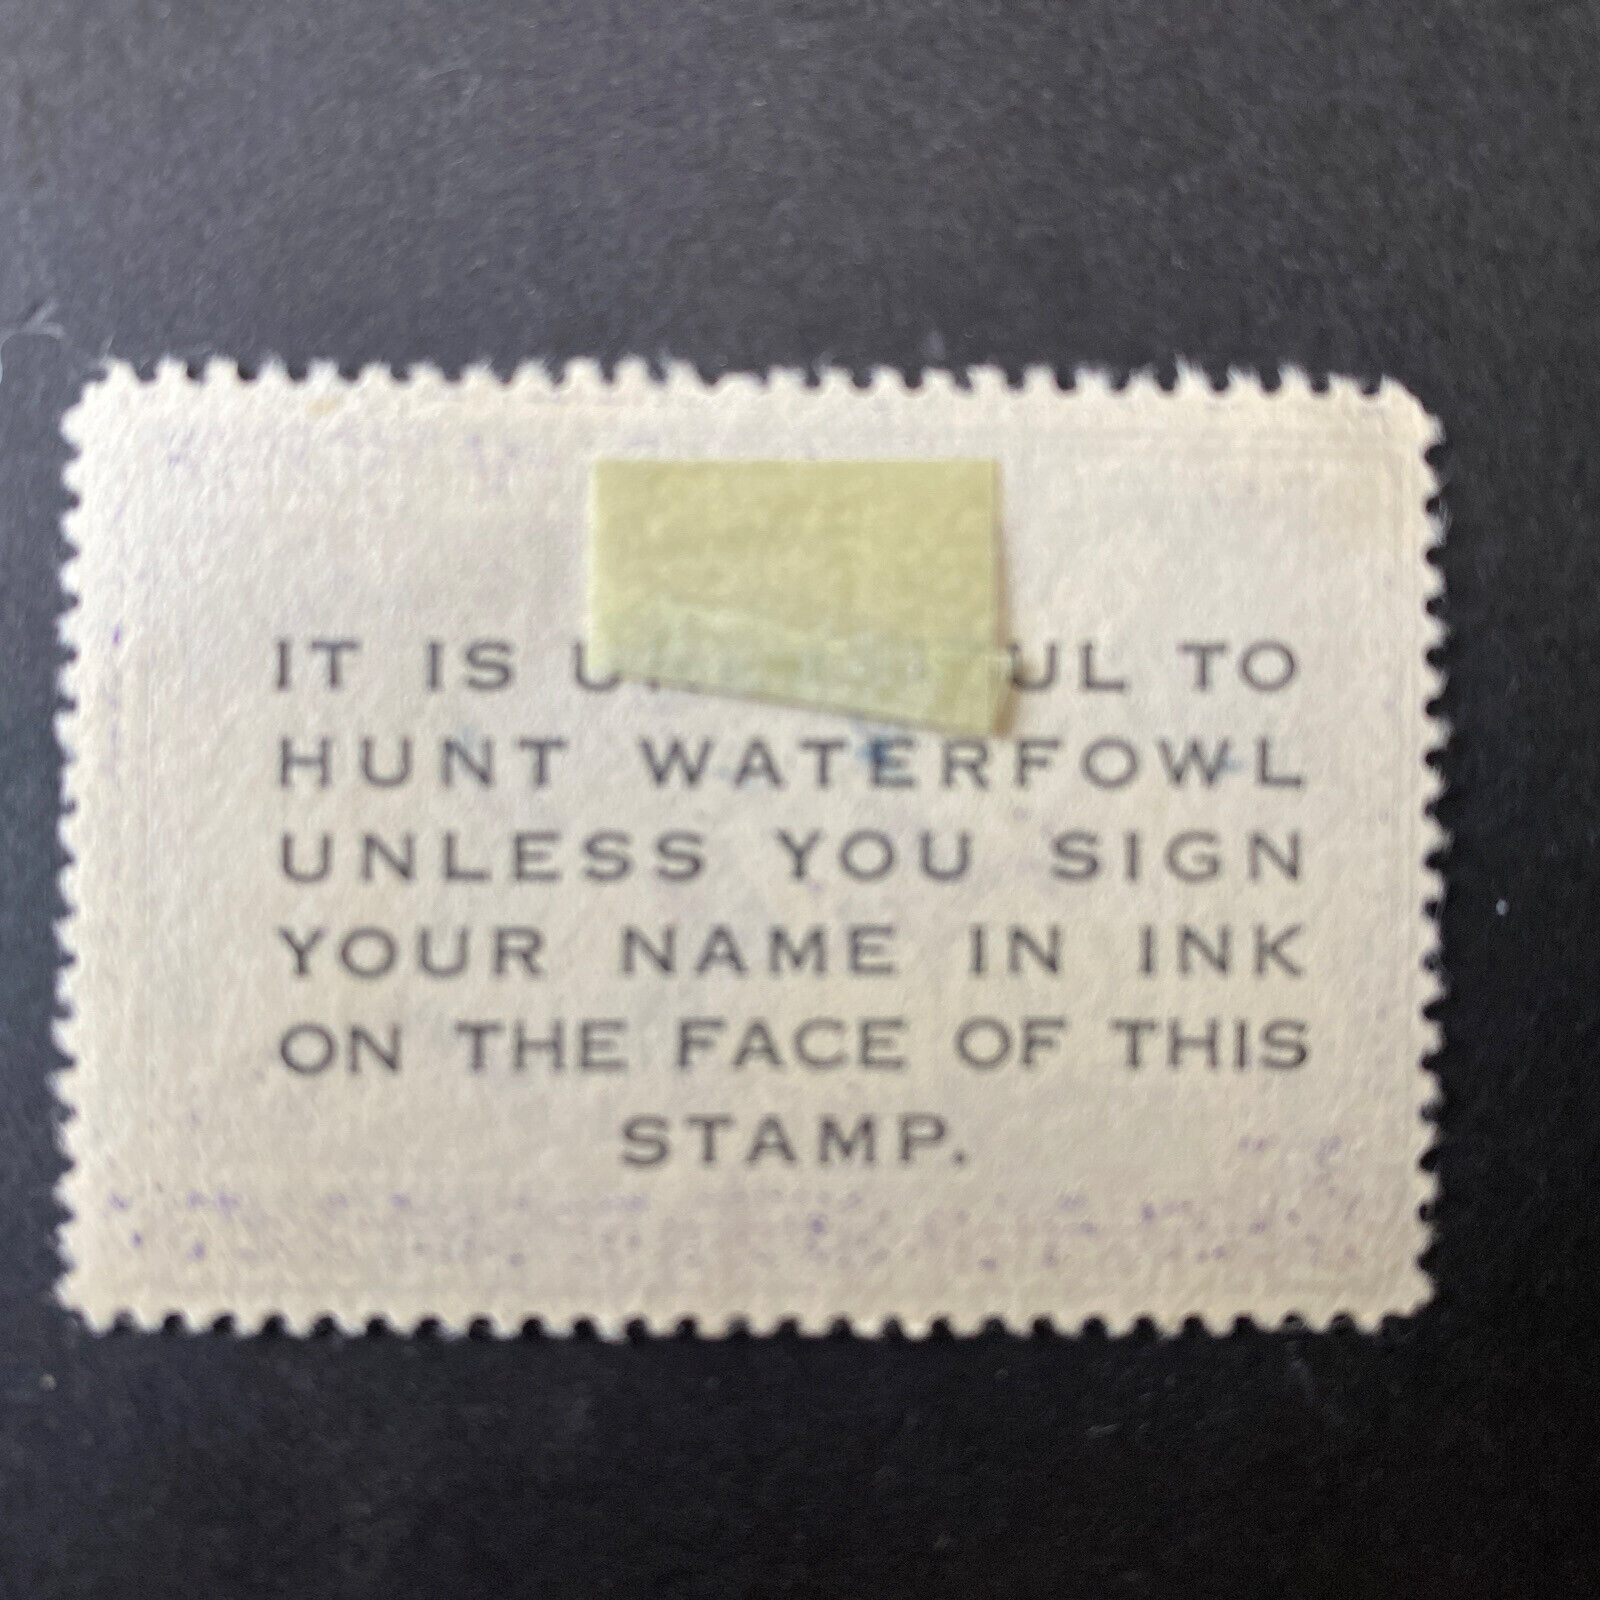 IT IS UL TO
HUNT WATERFOWL
UNLESS YOU SIGN
YOUR NAME IN INK
ON THE FACE OF THIS
STAMP.